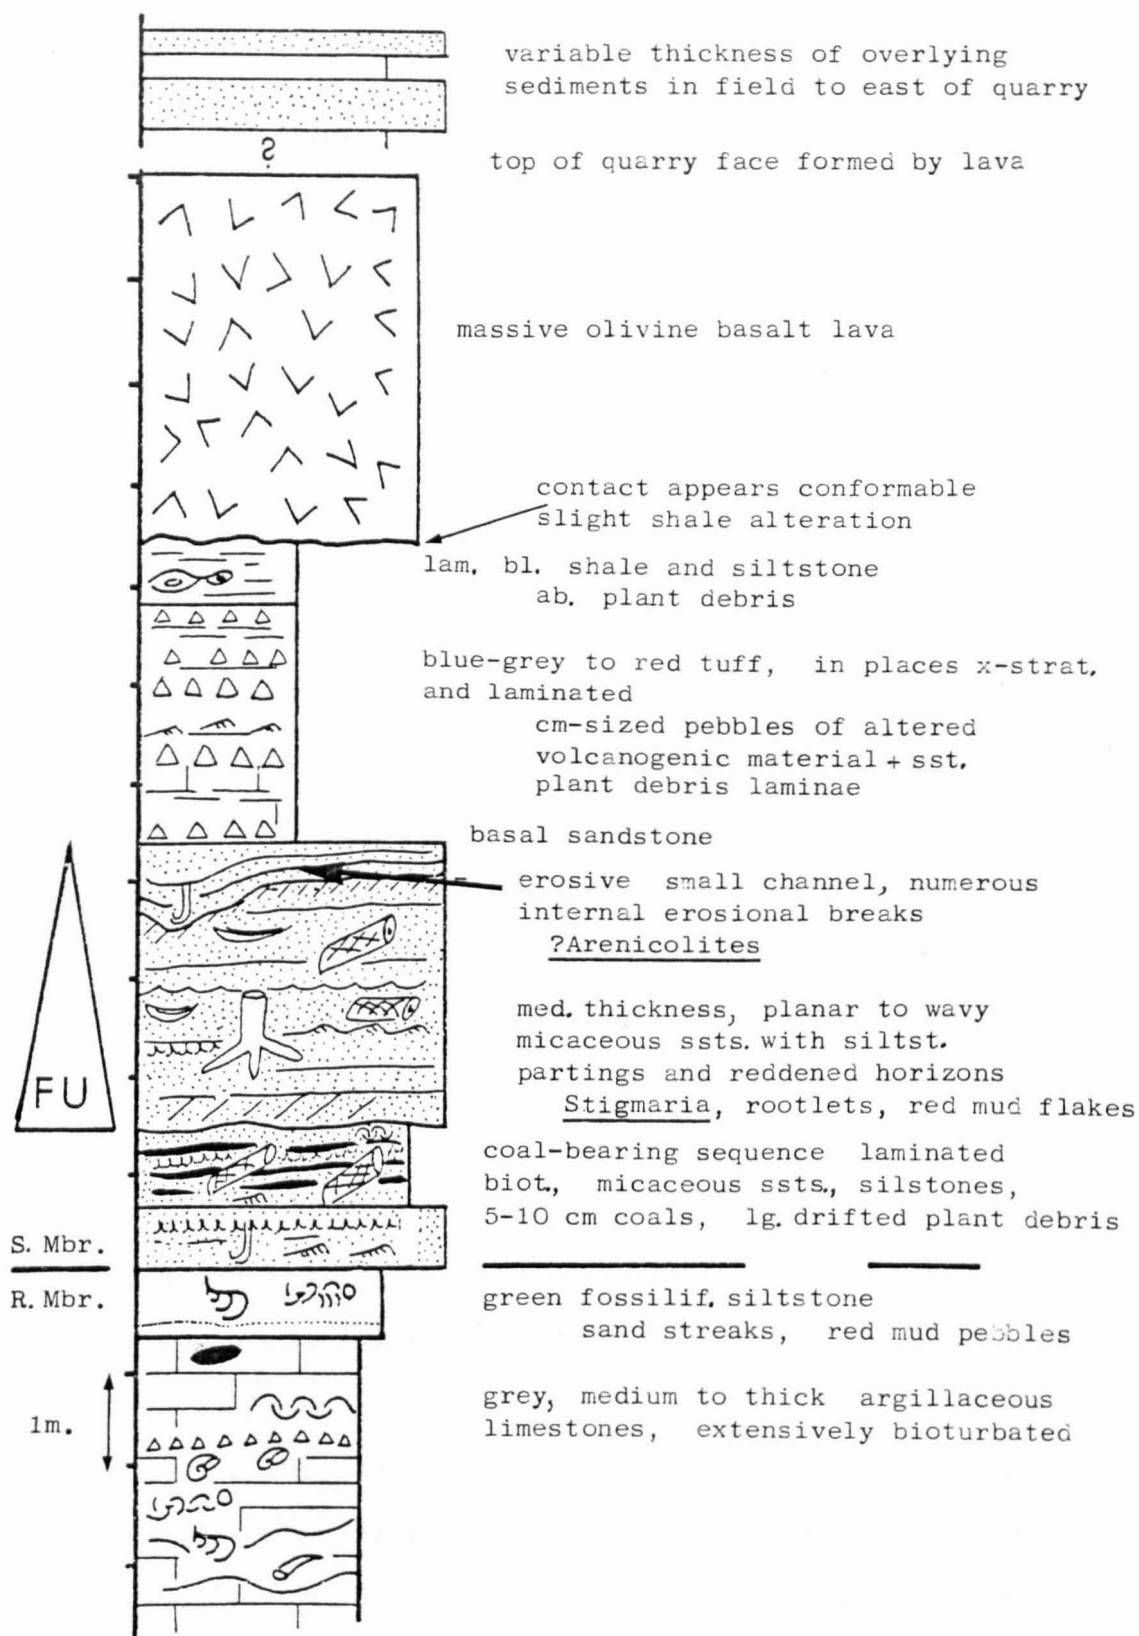 variable thickness of overlying
sediments in field to east of quarry
?
top of quarry face formed by lava
massive olivine basalt lava
contact appears conformable
slight shale alteration
lam. bl. shale and siltstone
ab. plant debris
blue-grey to red tuff, in places x-strat.
and laminated
cm-sized pebbles of altered
volcanogenic material + sst.
plant debris laminae
basal sandstone
erosive small channel, numerous
internal erosional breaks
?Arenicolites
med. thickness, planar to wavy
micaceous ssts. with siltst.
partings and reddened horizons
Stigmaria, rootlets, red mud flakes
FU
coal-bearing sequence laminated
biot., micaceous ssts., silstones,
5-10 cm coals, lg. drifted plant debris
S. Mbr.
R. Mbr.
green fossilif. siltstone
sand streaks, red mud pebbles
1m.
grey, medium to thick argillaceous
limestones, extensively bioturbated